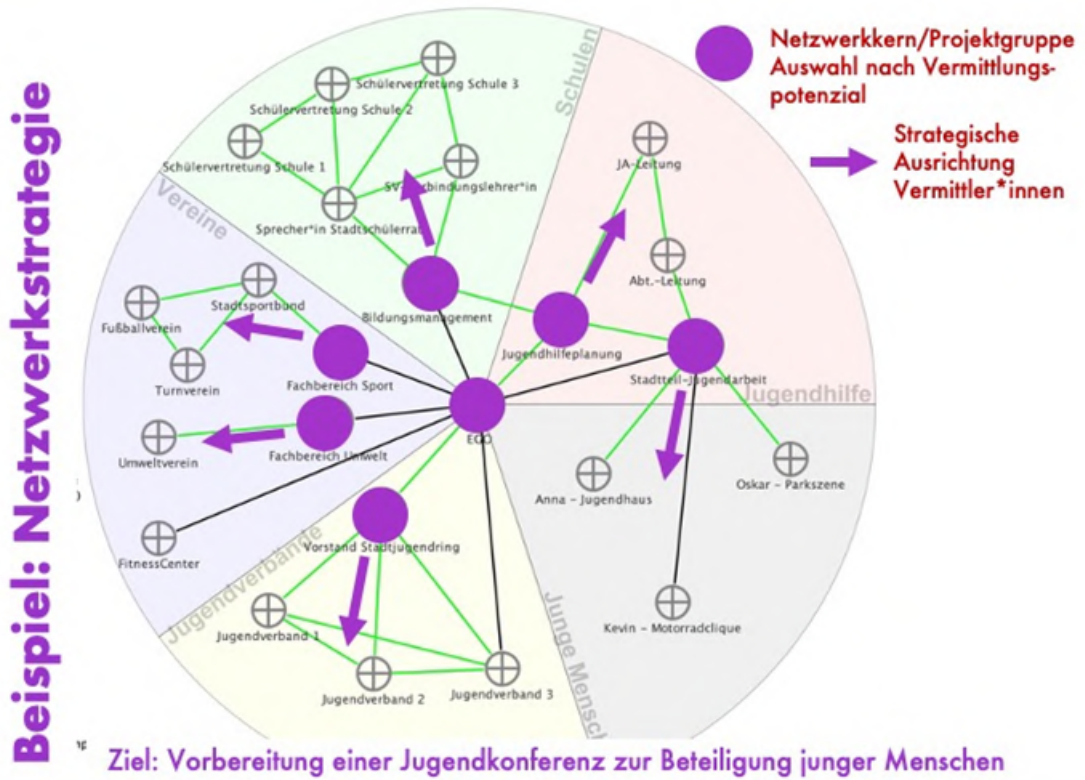 Beispiel: Netzwerkstrategie
Netzwerkkern/Projektgruppe
Auswahl nach Vermittlungs-
potenzial
Strategische
Ausrichtung
Vermittler*innen
Schulen
Schülervertretung Schule 3
Schülervertretung Schule 2
Schülervertretung Schule 1
SV-Verbindungslehrer*in
Sprecher*in Stadtschülerrat
Bildungsmanagement
JA-Leitung
Abt.-Leitung
Jugendhilfeplanung
Stadtteil-Jugendarbeit
Jugendhilfe
Vereine
Stadtsportbund
Fußballverein
Turnverein
Fachbereich Sport
Umweltverein
Fachbereich Umwelt
FitnessCenter
EGO
Anna - Jugendhaus
Oskar - Parkszene
Kevin - Motorradclique
Junge Mensch
Jugendverbände
Vorstand Stadtjugendring
Jugendverband 1
Jugendverband 2
Jugendverband 3
Ziel: Vorbereitung einer Jugendkonferenz zur Beteiligung junger Menschen